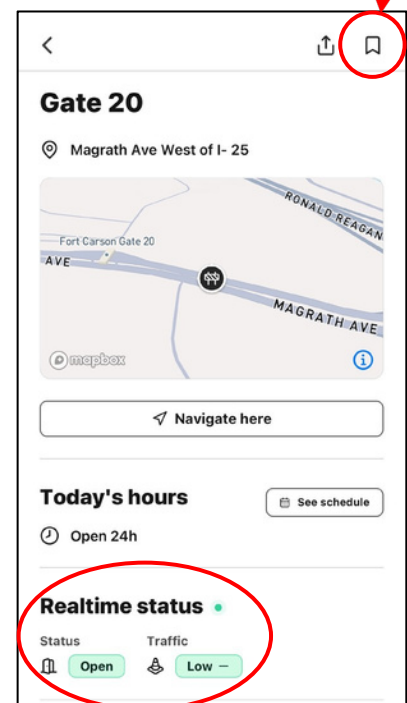 Gate 20
Magrath Ave West of I- 25
RONALD REAGAN
Fort Carson Gate 20
AVE
MAGRATH AVE
mapbox
Navigate here
Today's hours
See schedule
Open 24h
Realtime status
Status Traffic
Open Low –